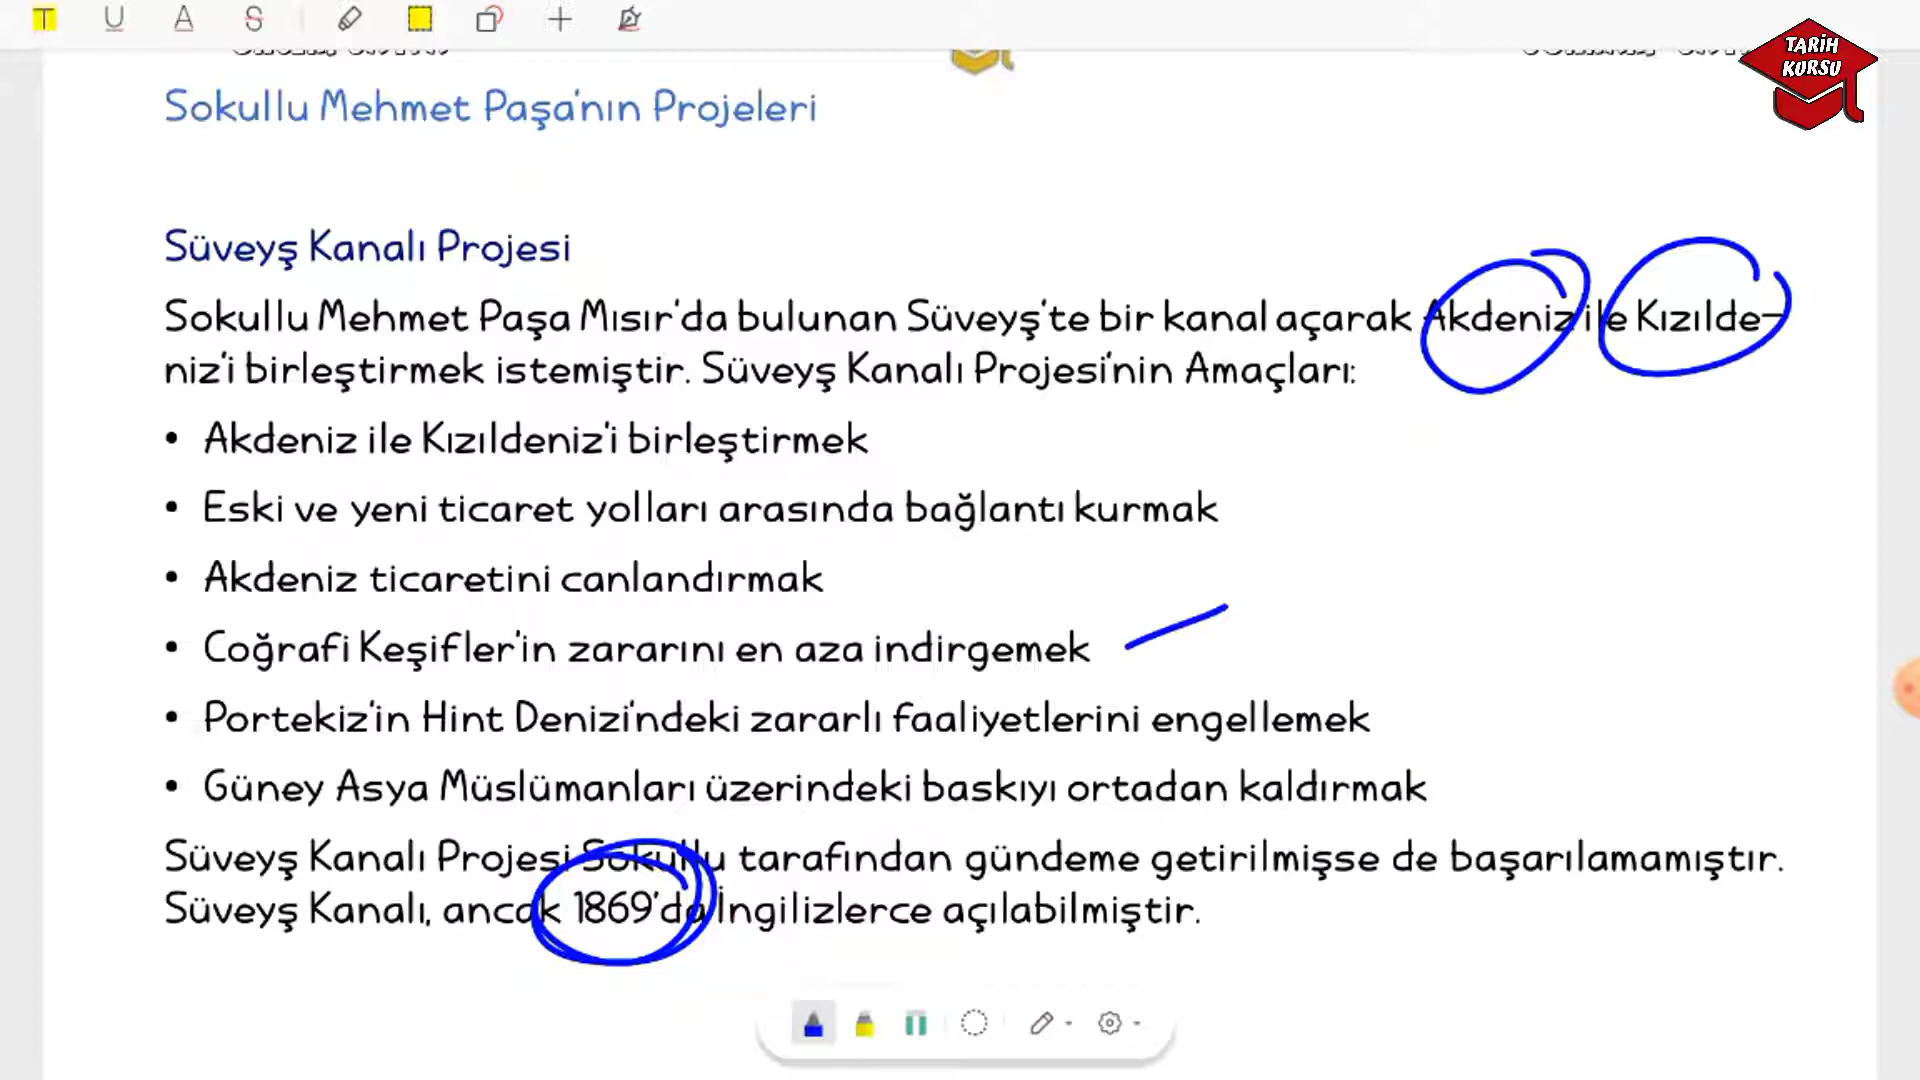 TARİH
KURSU
Sokullu Mehmet Paşa'nın Projeleri
Süveyş Kanalı Projesi
Sokullu Mehmet Paşa Mısır'da bulunan Süveyş'te bir kanal açarak Akdeniz ile Kızılde-
niz'i birleştirmek istemiştir. Süveyş Kanalı Projesi'nin Amaçları:
• Akdeniz ile Kızıldeniz'i birleştirmek
• Eski ve yeni ticaret yolları arasında bağlantı kurmak
• Akdeniz ticaretini canlandırmak
• Coğrafi Keşifler'in zararını en aza indirgemek
• Portekiz'in Hint Denizi'ndeki zararlı faaliyetlerini engellemek
• Güney Asya Müslümanları üzerindeki baskıyı ortadan kaldırmak
Süveyş Kanalı Projesi Sokullu tarafından gündeme getirilmişse de başarılamamıştır.
Süveyş Kanalı, ancak 1869'da İngilizlerce açılabilmiştir.